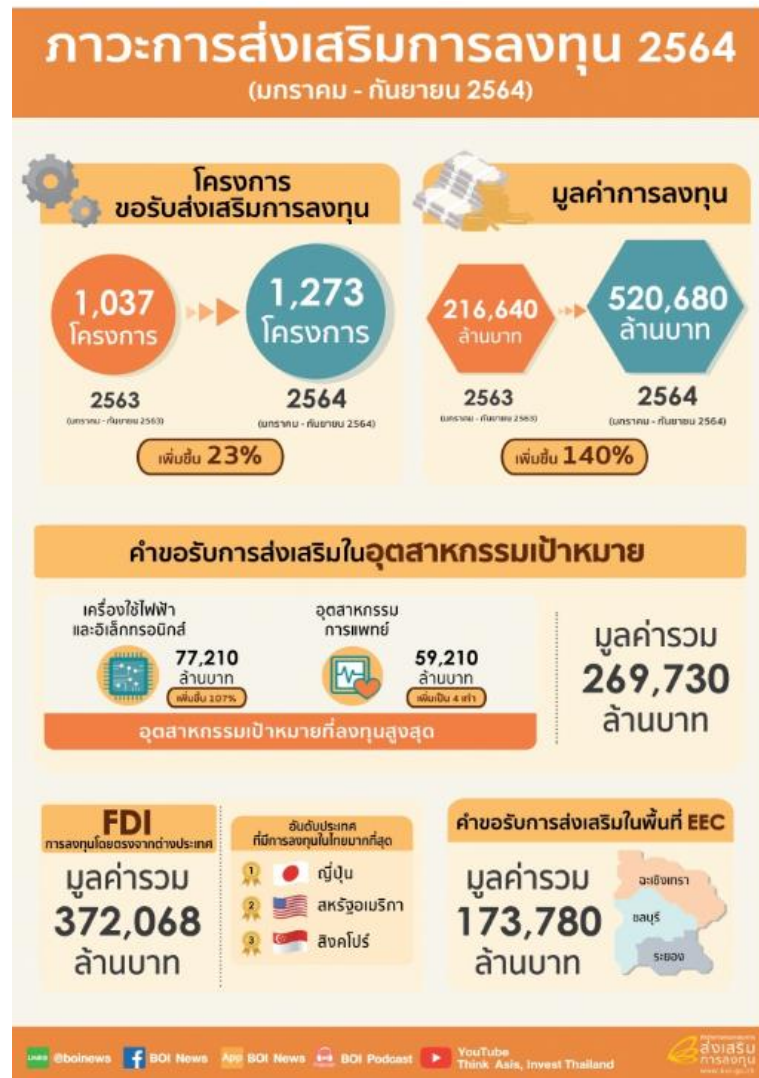 ภาวะการส่งเสริมการลงทุน 2564
(มกราคม - กันยายน 2564)
โครงการ
ขอรับส่งเสริมการลงทุน
1,037
โครงการ
1,273
โครงการ
2563
(มกราคม - กันยายน 2563)
2564
(มกราคม - กันยายน 2564)
เพิ่มขึ้น 23%
มูลค่าการลงทุน
216,640
ล้านบาท
520,680
ล้านบาท
2563
(มกราคม - กันยายน 2563)
2564
(มกราคม - กันยายน 2564)
เพิ่มขึ้น 140%
คำขอรับการส่งเสริมในอุตสาหกรรมเป้าหมาย
เครื่องใช้ไฟฟ้า
และอิเล็กทรอนิกส์
77,210
ล้านบาท
เพิ่มขึ้น 107%
อุตสาหกรรม
การแพทย์
59,210
ล้านบาท
เพิ่มเป็น 4 เท่า
อุตสาหกรรมเป้าหมายที่ลงทุนสูงสุด
มูลค่ารวม
269,730
ล้านบาท
FDI
การลงทุนโดยตรงจากต่างประเทศ
มูลค่ารวม
372,068
ล้านบาท
อันดับประเทศ
ที่มีการลงทุนในไทยมากที่สุด
1 ญี่ปุ่น
2 สหรัฐอเมริกา
3 สิงคโปร์
คำขอรับการส่งเสริมในพื้นที่ EEC
มูลค่ารวม
173,780
ล้านบาท
ฉะเชิงเทรา
ชลบุรี
ระยอง
@boinews
BOI News
App BOI News
BOI Podcast
YouTube
Think Asis, Invest Thailand
ส่งเสริม
การลงทุน
www.boi.go.th